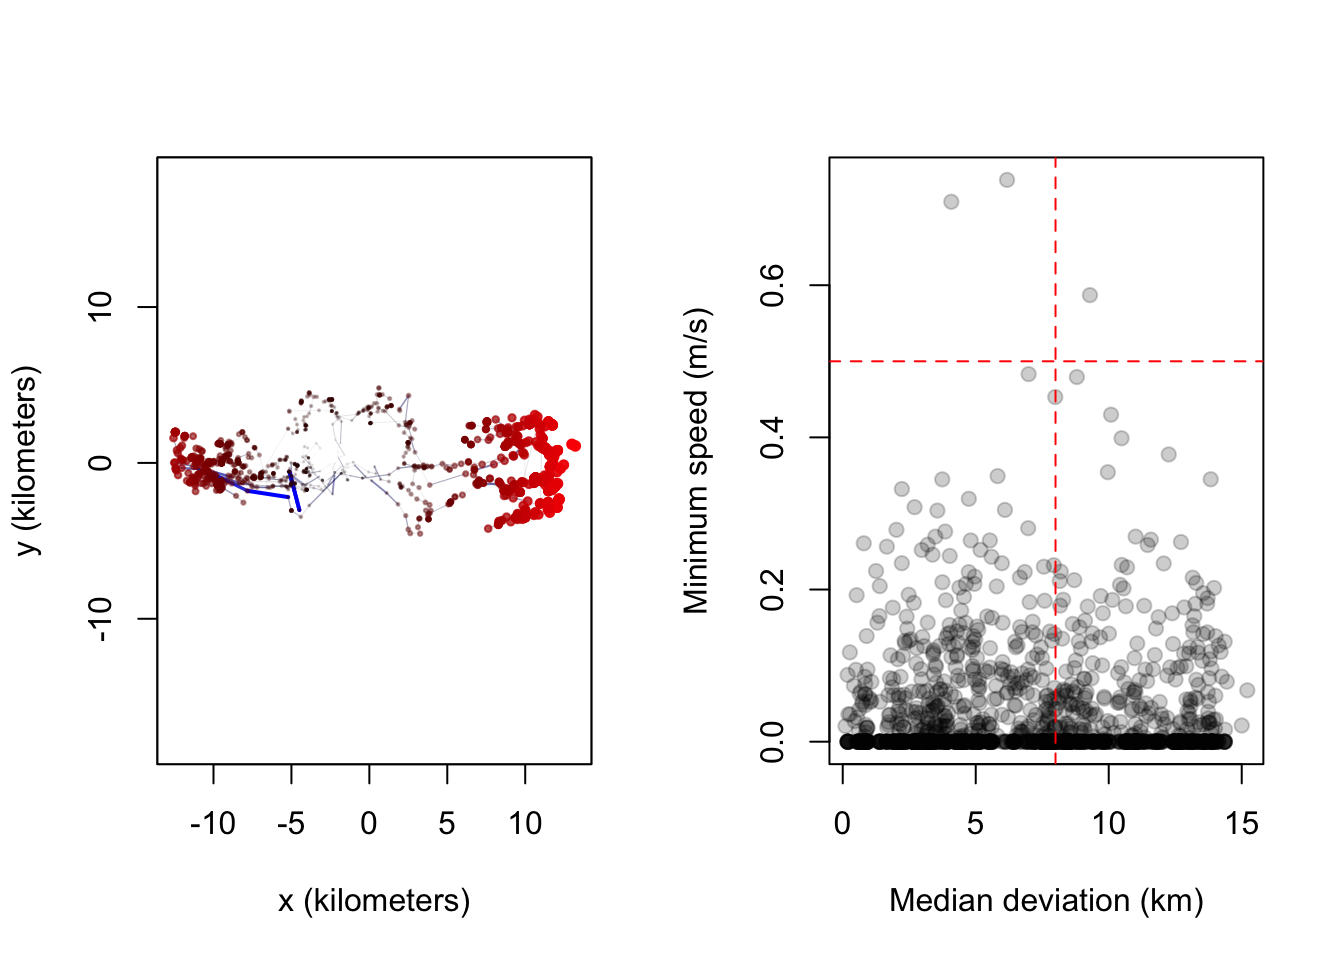 y (kilometers)
10
0
-10
-10 -5 0 5 10
x (kilometers)
Minimum speed (m/s)
0.6
0.4
0.2
0.0
0 5 10 15
Median deviation (km)